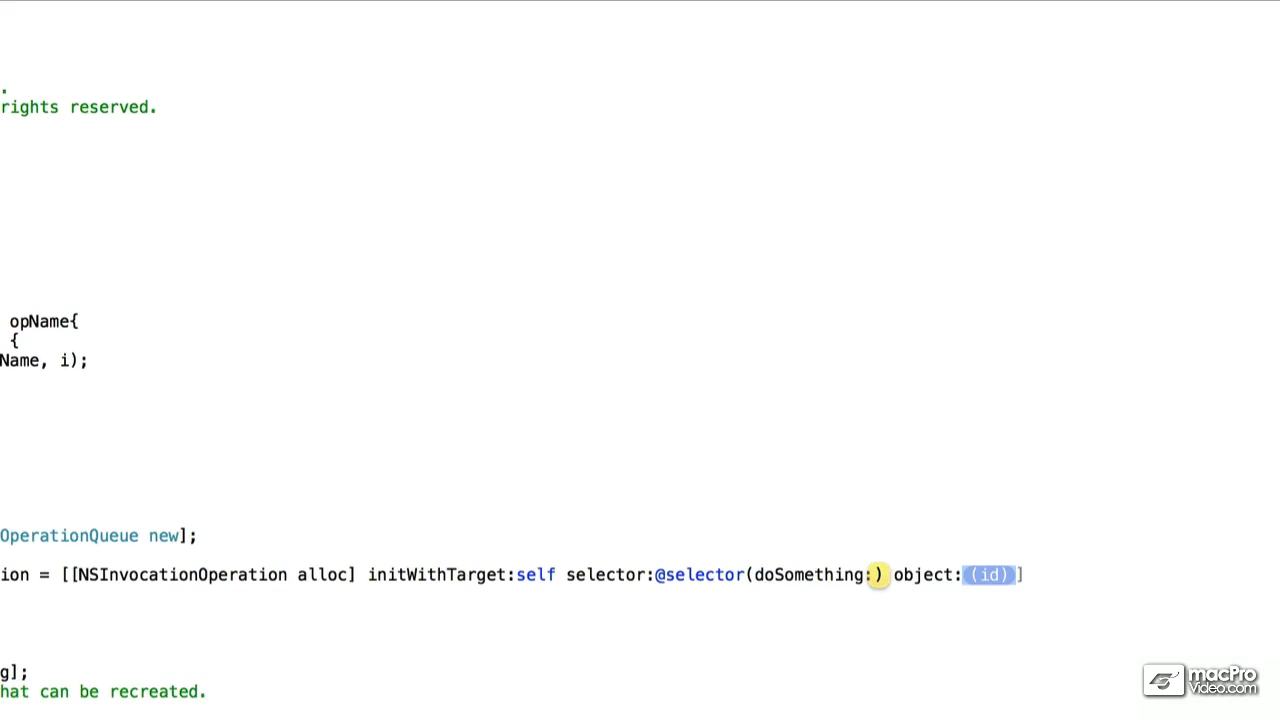 .
rights reserved.
opName{
{
Name, i);
OperationQueue new];
ion = [[NSInvocationOperation alloc] initWithTarget:self selector:@selector(doSomething:) object:(id)]
g];
hat can be recreated.
macPro
Video.com